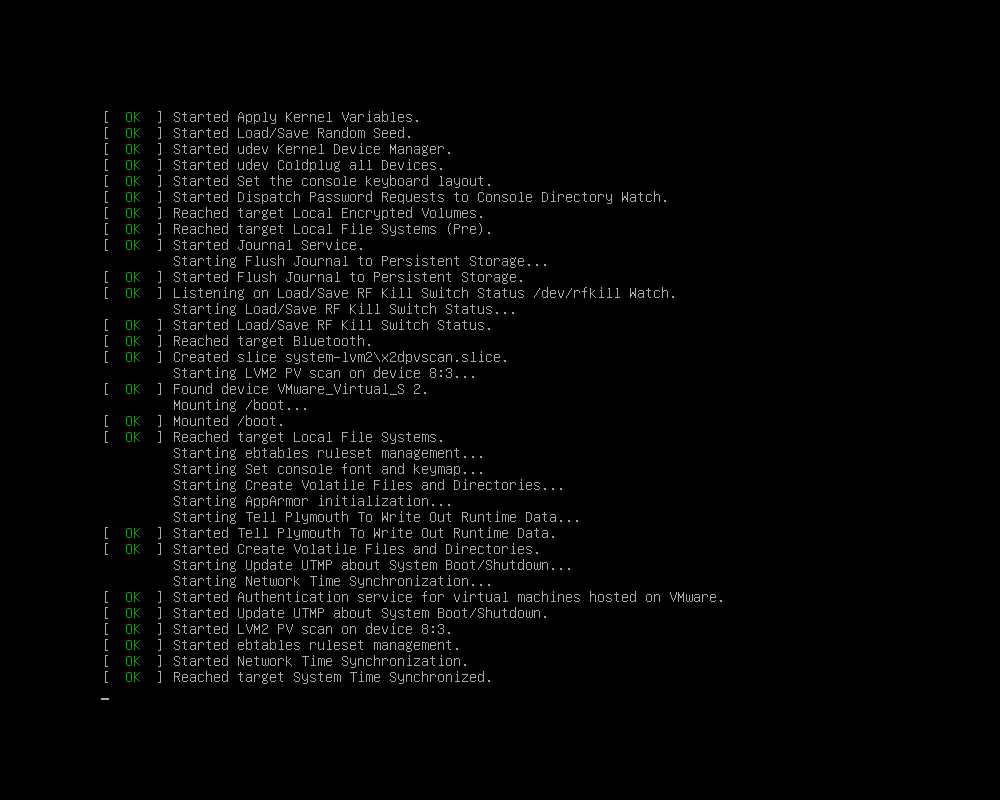 [  OK  ] Started Apply Kernel Variables.
[  OK  ] Started Load/Save Random Seed.
[  OK  ] Started udev Kernel Device Manager.
[  OK  ] Started udev Coldplug all Devices.
[  OK  ] Started Set the console keyboard layout.
[  OK  ] Started Dispatch Password Requests to Console Directory Watch.
[  OK  ] Reached target Local Encrypted Volumes.
[  OK  ] Reached target Local File Systems (Pre).
[  OK  ] Started Journal Service.
Starting Flush Journal to Persistent Storage...
[  OK  ] Started Flush Journal to Persistent Storage.
[  OK  ] Listening on Load/Save RF Kill Switch Status /dev/rfkill Watch.
Starting Load/Save RF Kill Switch Status...
[  OK  ] Started Load/Save RF Kill Switch Status.
[  OK  ] Reached target Bluetooth.
[  OK  ] Created slice system-lvm2\x2dpvscan.slice.
Starting LVM2 PV scan on device 8:3...
[  OK  ] Found device VMware_Virtual_S 2.
Mounting /boot...
[  OK  ] Mounted /boot.
[  OK  ] Reached target Local File Systems.
Starting ebtables ruleset management...
Starting Set console font and keymap...
Starting Create Volatile Files and Directories...
Starting AppArmor initialization...
Starting Tell Plymouth To Write Out Runtime Data...
[  OK  ] Started Tell Plymouth To Write Out Runtime Data.
[  OK  ] Started Create Volatile Files and Directories.
Starting Update UTMP about System Boot/Shutdown...
Starting Network Time Synchronization...
[  OK  ] Started Authentication service for virtual machines hosted on VMware.
[  OK  ] Started Update UTMP about System Boot/Shutdown.
[  OK  ] Started LVM2 PV scan on device 8:3.
[  OK  ] Started ebtables ruleset management.
[  OK  ] Started Network Time Synchronization.
[  OK  ] Reached target System Time Synchronized.